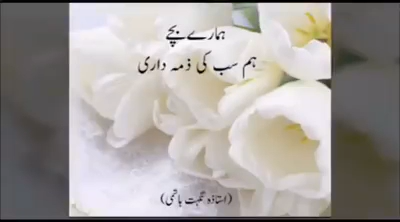 ہمارے بچے
ہم سب کی ذمہ داری
(استاذہ نگہت ہاشمی)